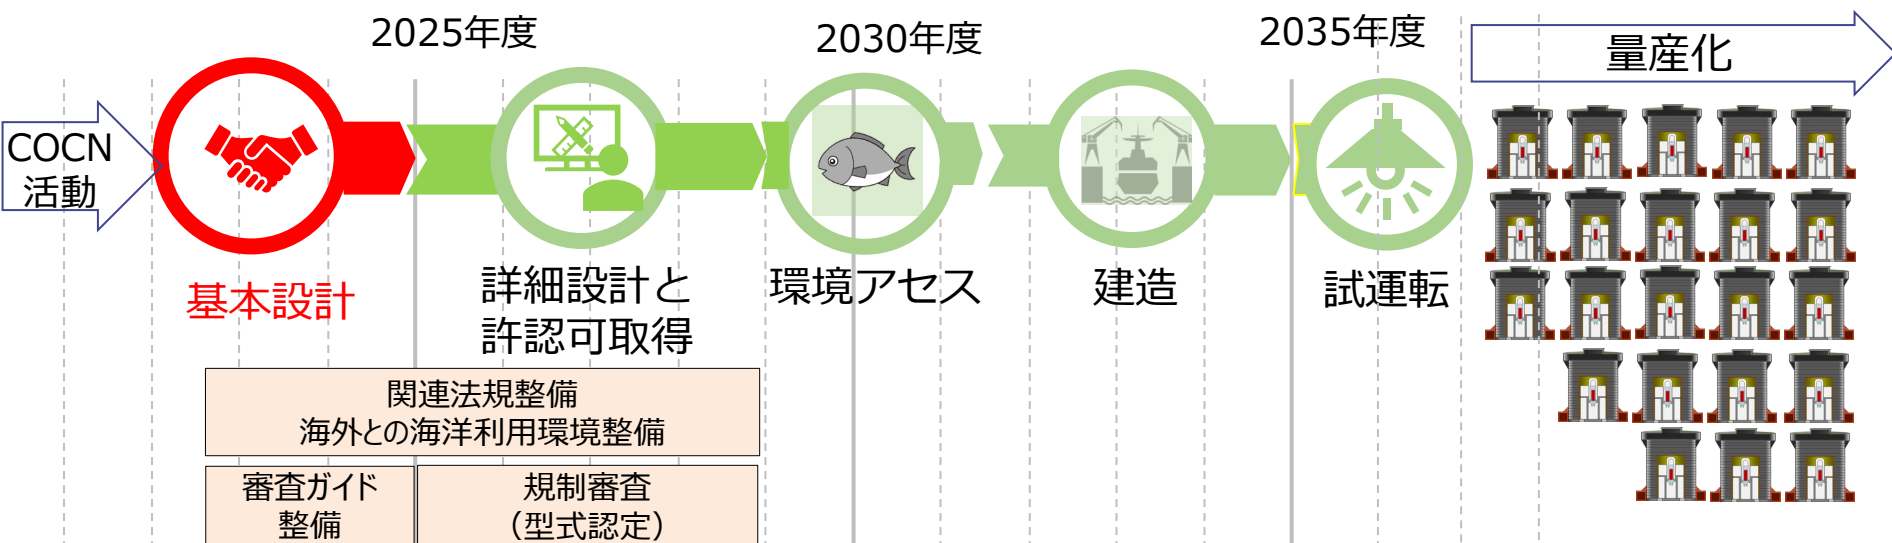 2025年度
2030年度
2035年度
量産化
COCN
活動
基本設計
詳細設計と
許認可取得
環境アセス
建造
試運転
関連法規整備
海外との海洋利用環境整備
審査ガイド
整備
規制審査
（型式認定）